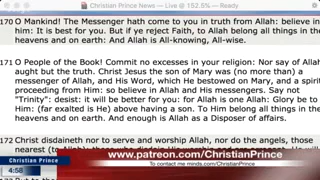 Christian Prince News — Live @ 152.5% — Read
170 O Mankind! The Messenger hath come to you in truth from Allah: believe in
him: It is best for you. But if ye reject Faith, to Allah belong all things in the
heavens and on earth: And Allah is All-knowing, All-wise.
171 O People of the Book! Commit no excesses in your religion: Nor say of Allah
aught but the truth. Christ Jesus the son of Mary was (no more than) a
messenger of Allah, and His Word, which He bestowed on Mary, and a spirit
proceeding from Him: so believe in Allah and His messengers. Say not
"Trinity": desist: it will be better for you: for Allah is one Allah: Glory be to
Him: (far exalted is He) above having a son. To Him belong all things in the
heavens and on earth. And enough is Allah as a Disposer of affairs.
172 Christ disdaineth nor to serve and worship Allah, nor do the angels, those
nearest (to
www.patreon.com/ChristianPrince
Christian Prince
To contact me minds.com/ChristianPrince
4:58